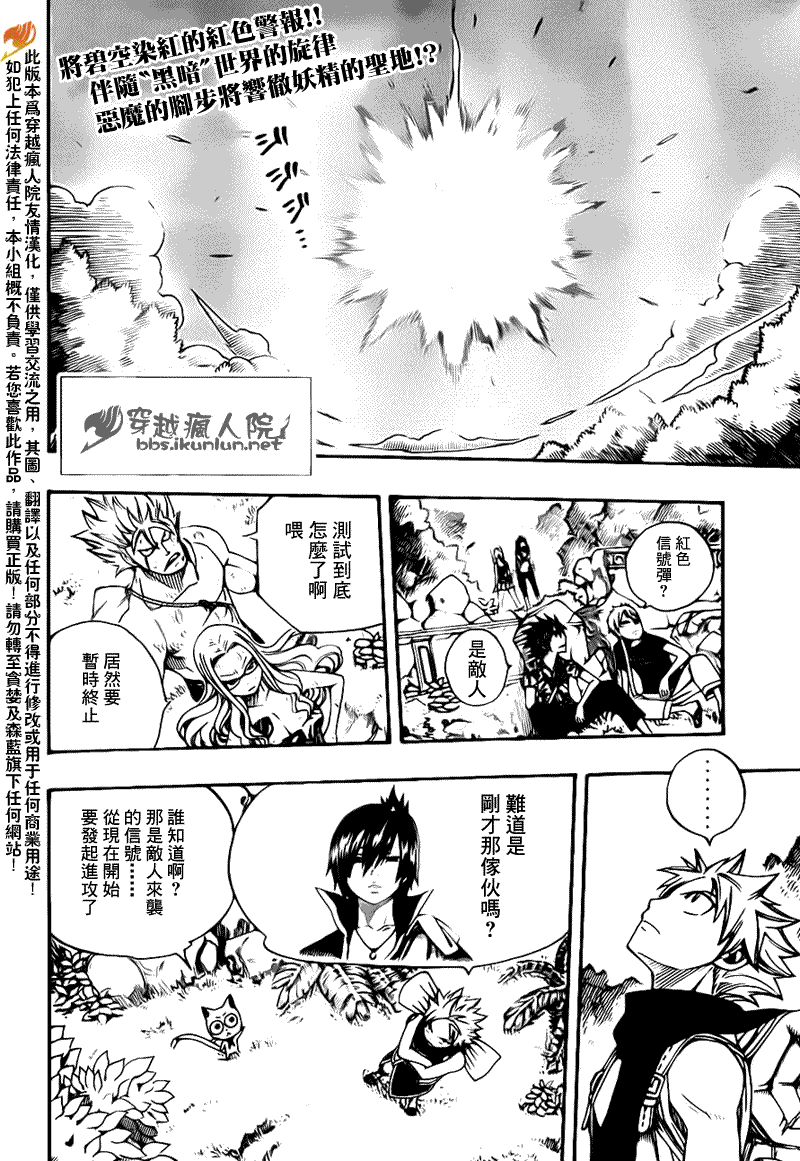 將碧空染紅的紅色警報!!
伴隨〝黑暗〞世界的旋律
惡魔的腳步將響徹妖精的聖地!?
ジジジジ…
穿越瘋人院
bbs.ikunlun.net
紅色
信號彈?
是敵
人
測試到底
怎麼了啊
喂
居然要
暫時終止
………
難道是
剛才那傢伙嗎?
誰知道啊?
那是敵人來襲
的信號……
從現在開始
要發起進攻了
此版本爲穿越瘋人院友情漢化，僅供學習交流之用，其圖、翻譯以及任何部分不得進行修改或用于任何商業用途！
如犯上任何法律責任，本小組概不負責。若您喜歡此作品，請購買正版！請勿轉至貪婪及森藍旗下任何網站！